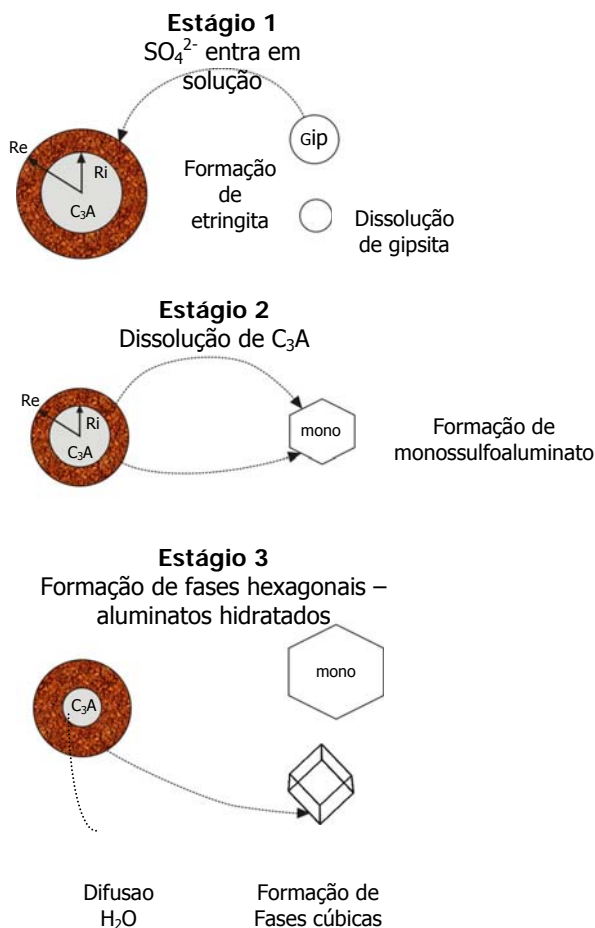 Estágio 1
SO₄²⁻ entra em
solução
Gip
Re
Ri
C₃A
Formação
de
etringita
Dissolução
de gipsita
Estágio 2
Dissolução de C₃A
Re
Ri
C₃A
mono
Formação de
monossulfoaluminato
Estágio 3
Formação de fases hexagonais –
aluminatos hidratados
mono
C₃A
Difusao
H₂O
Formação de
Fases cúbicas